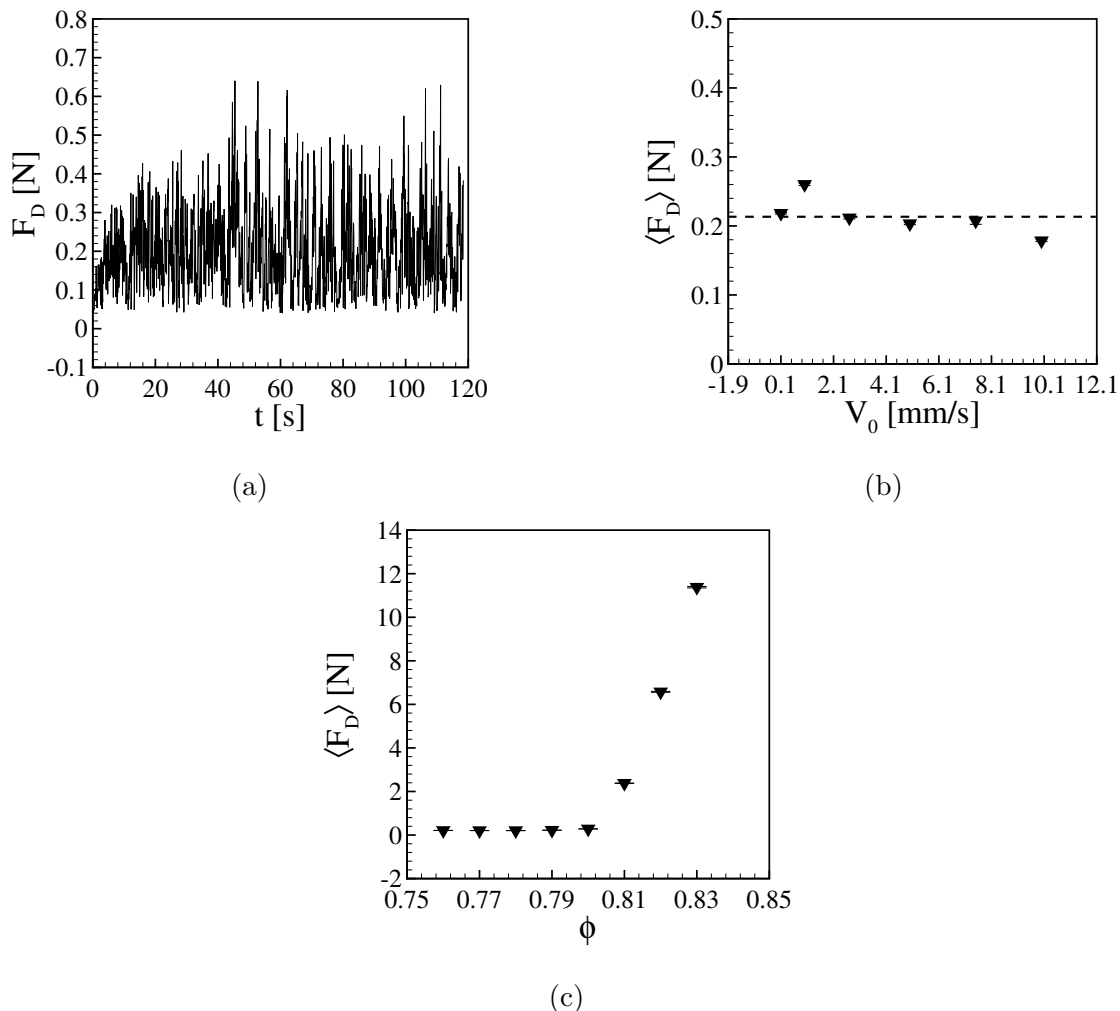 0.8
0.7
0.6
0.5
0.4
0.3
0.2
0.1
0
-0.1
F_D [N]
0 20 40 60 80 100 120
t [s]
(a)
0.5
0.4
0.3
0.2
0.1
0
⟨F_D⟩ [N]
-1.9 0.1 2.1 4.1 6.1 8.1 10.1 12.1
V_0 [mm/s]
(b)
14
12
10
8
6
4
2
0
-2
⟨F_D⟩ [N]
0.75 0.77 0.79 0.81 0.83 0.85
ϕ
(c)